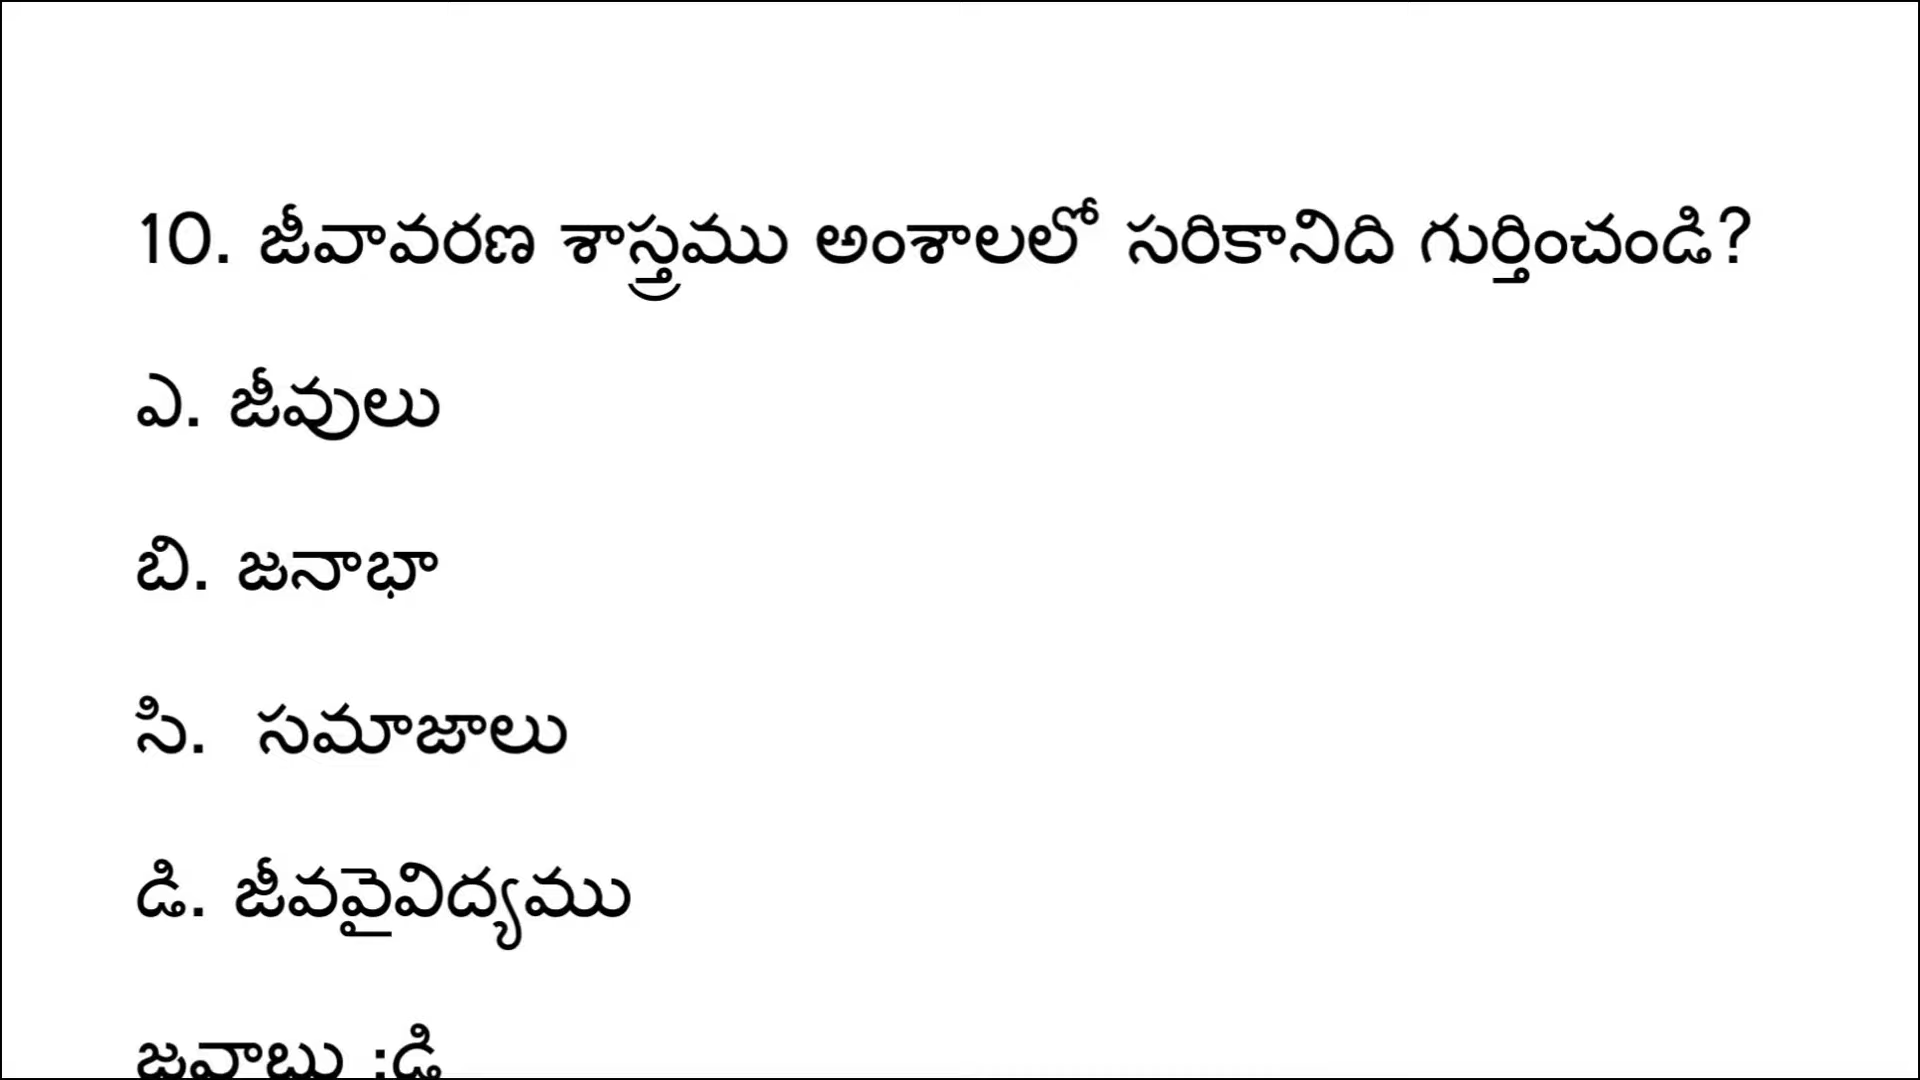 10. జీవావరణ శాస్త్రము అంశాలలో సరికానిది గుర్తించండి?
ఎ. జీవులు
బి. జనాభా
సి. సమాజాలు
డి. జీవవైవిద్యము
జవాబు :డి